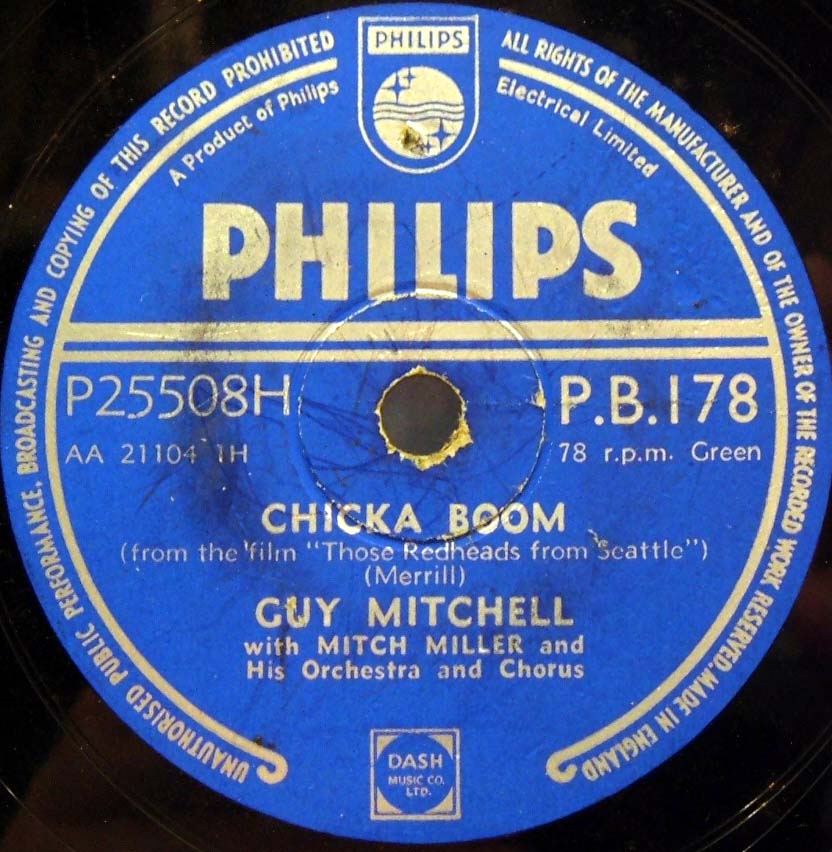 UNAUTHORISED PUBLIC PERFORMANCE, BROADCASTING AND COPYING OF THIS RECORD PROHIBITED
ALL RIGHTS OF THE MANUFACTURER AND OF THE OWNER OF THE RECORDED WORK RESERVED. MADE IN ENGLAND
PHILIPS
A Product of Philips
Electrical Limited
PHILIPS
P25508H
P.B.178
AA 21104 1H
78 r.p.m. Green
CHICKA BOOM
(from the film "Those Redheads from Seattle")
(Merrill)
GUY MITCHELL
with MITCH MILLER and
His Orchestra and Chorus
DASH
MUSIC CO.
LTD.